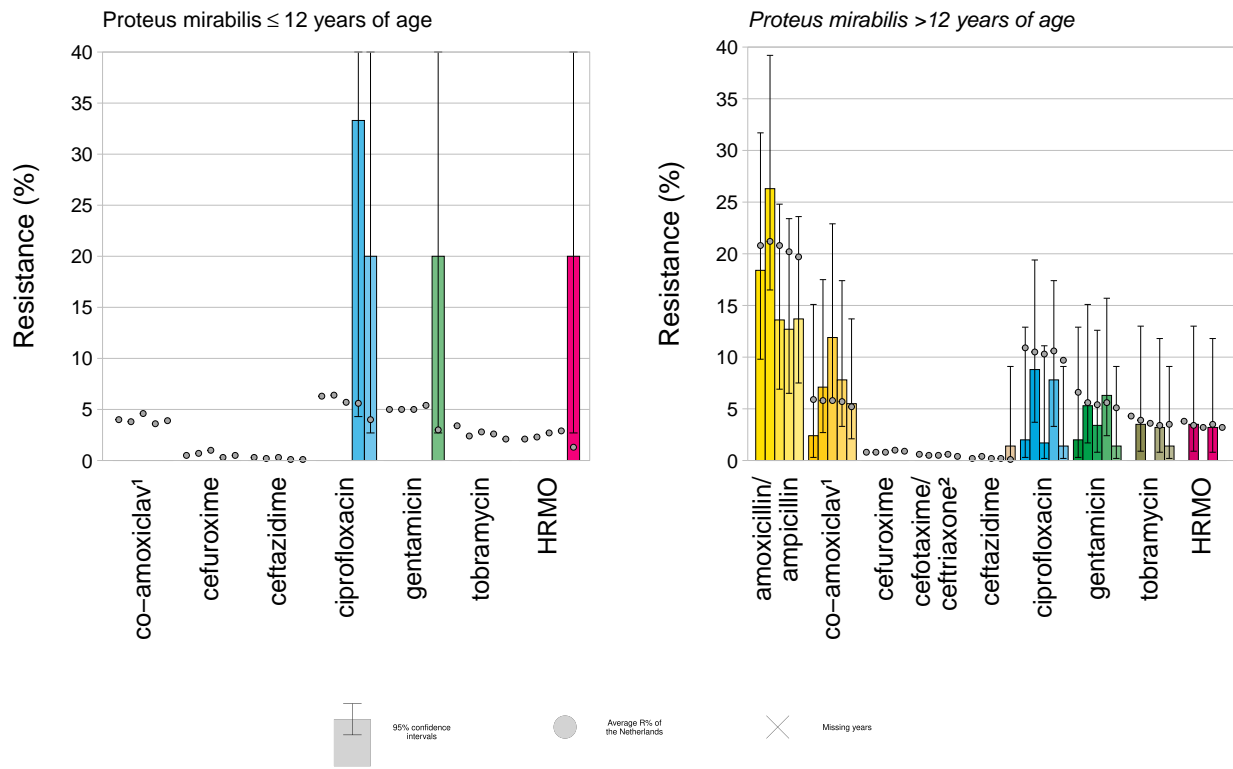 Proteus mirabilis ≤ 12 years of age
Proteus mirabilis >12 years of age
Resistance (%)
40
35
30
25
20
15
10
5
0
co−amoxiclav¹
cefuroxime
ceftazidime
ciprofloxacin
gentamicin
tobramycin
HRMO
Resistance (%)
40
35
30
25
20
15
10
5
0
amoxicillin/
ampicillin
co−amoxiclav¹
cefuroxime
cefotaxime/
ceftriaxone²
ceftazidime
ciprofloxacin
gentamicin
tobramycin
HRMO
95% confidence
intervals
Average R% of
the Netherlands
Missing years